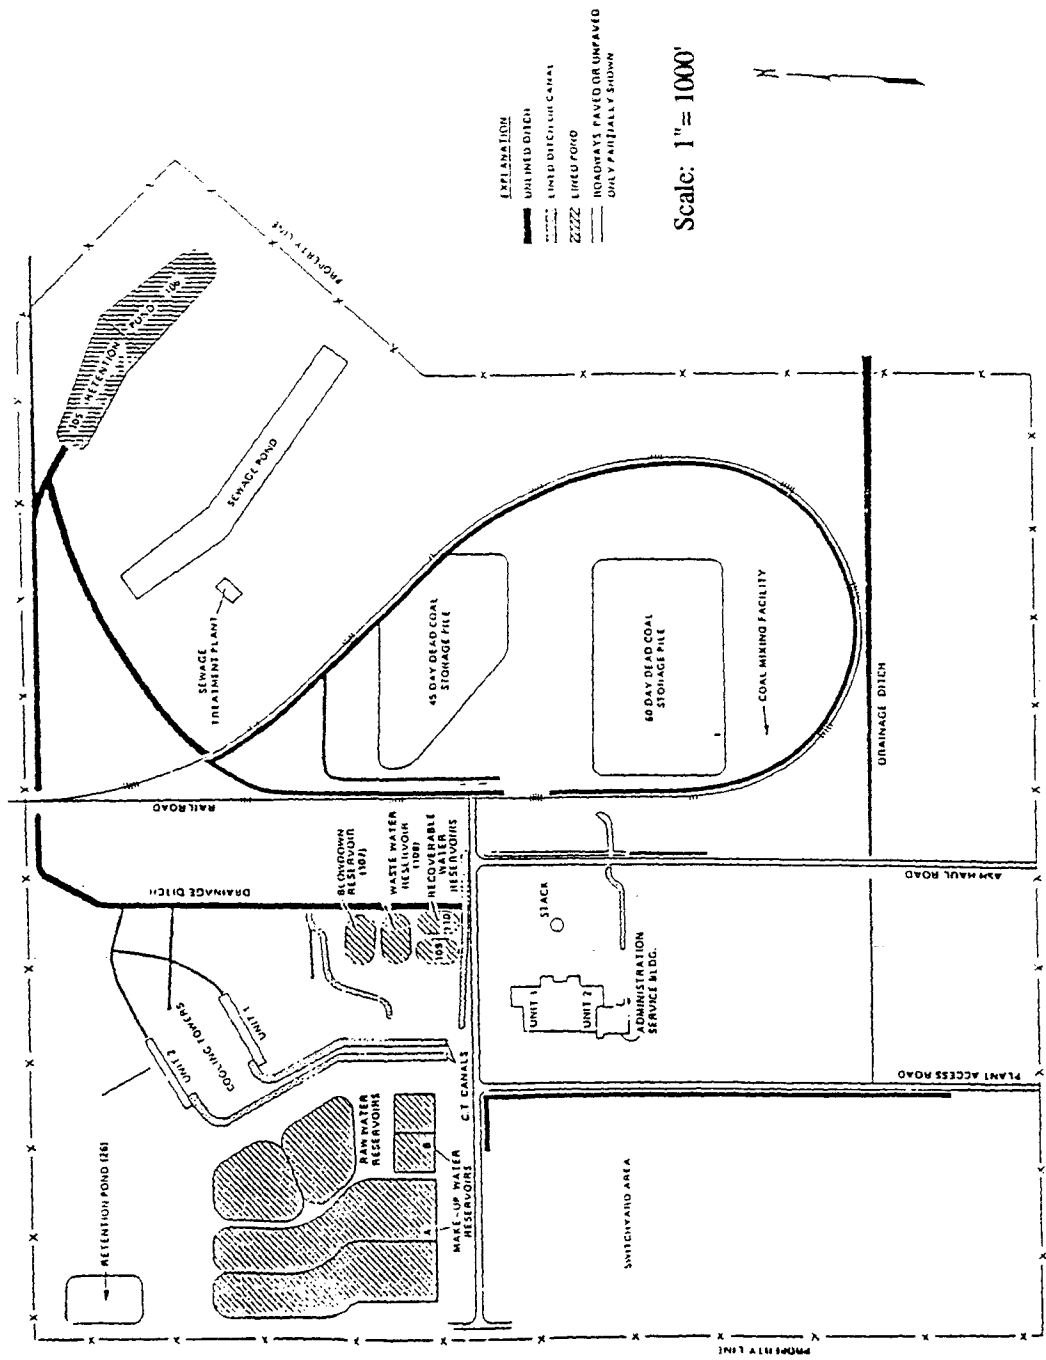 EXPLANATION
UNLINED DITCH
LINED DITCH OR CANAL
LINED POND
ROADWAYS PAVED OR UNPAVED
ONLY PARTIALLY SHOWN
Scale: 1"= 1000'
PROPERTY LINE
105 RETENTION POND 106
SEWAGE POND
SEWAGE
TREATMENT PLANT
45 DAY DEAD COAL
STORAGE PILE
60 DAY DEAD COAL
STORAGE PILE
COAL MIXING FACILITY
DRAINAGE DITCH
RAILROAD
DRAINAGE DITCH
BLOWDOWN
RESERVOIR
(107)
WASTE WATER
RESERVOIR
(108)
RECOVERABLE
WATER
RESERVOIRS
109
110
ASH HAUL ROAD
STACK
UNIT 1
UNIT 2
ADMINISTRATION
SERVICE BLDG.
UNIT 1
COOLING TOWERS
UNIT 2
C.T CANALS
PLANT ACCESS ROAD
RETENTION POND (26)
RAW WATER
RESERVOIRS
B
A
MAKE-UP WATER
RESERVOIRS
SWITCHYARD AREA
PROPERTY LINE